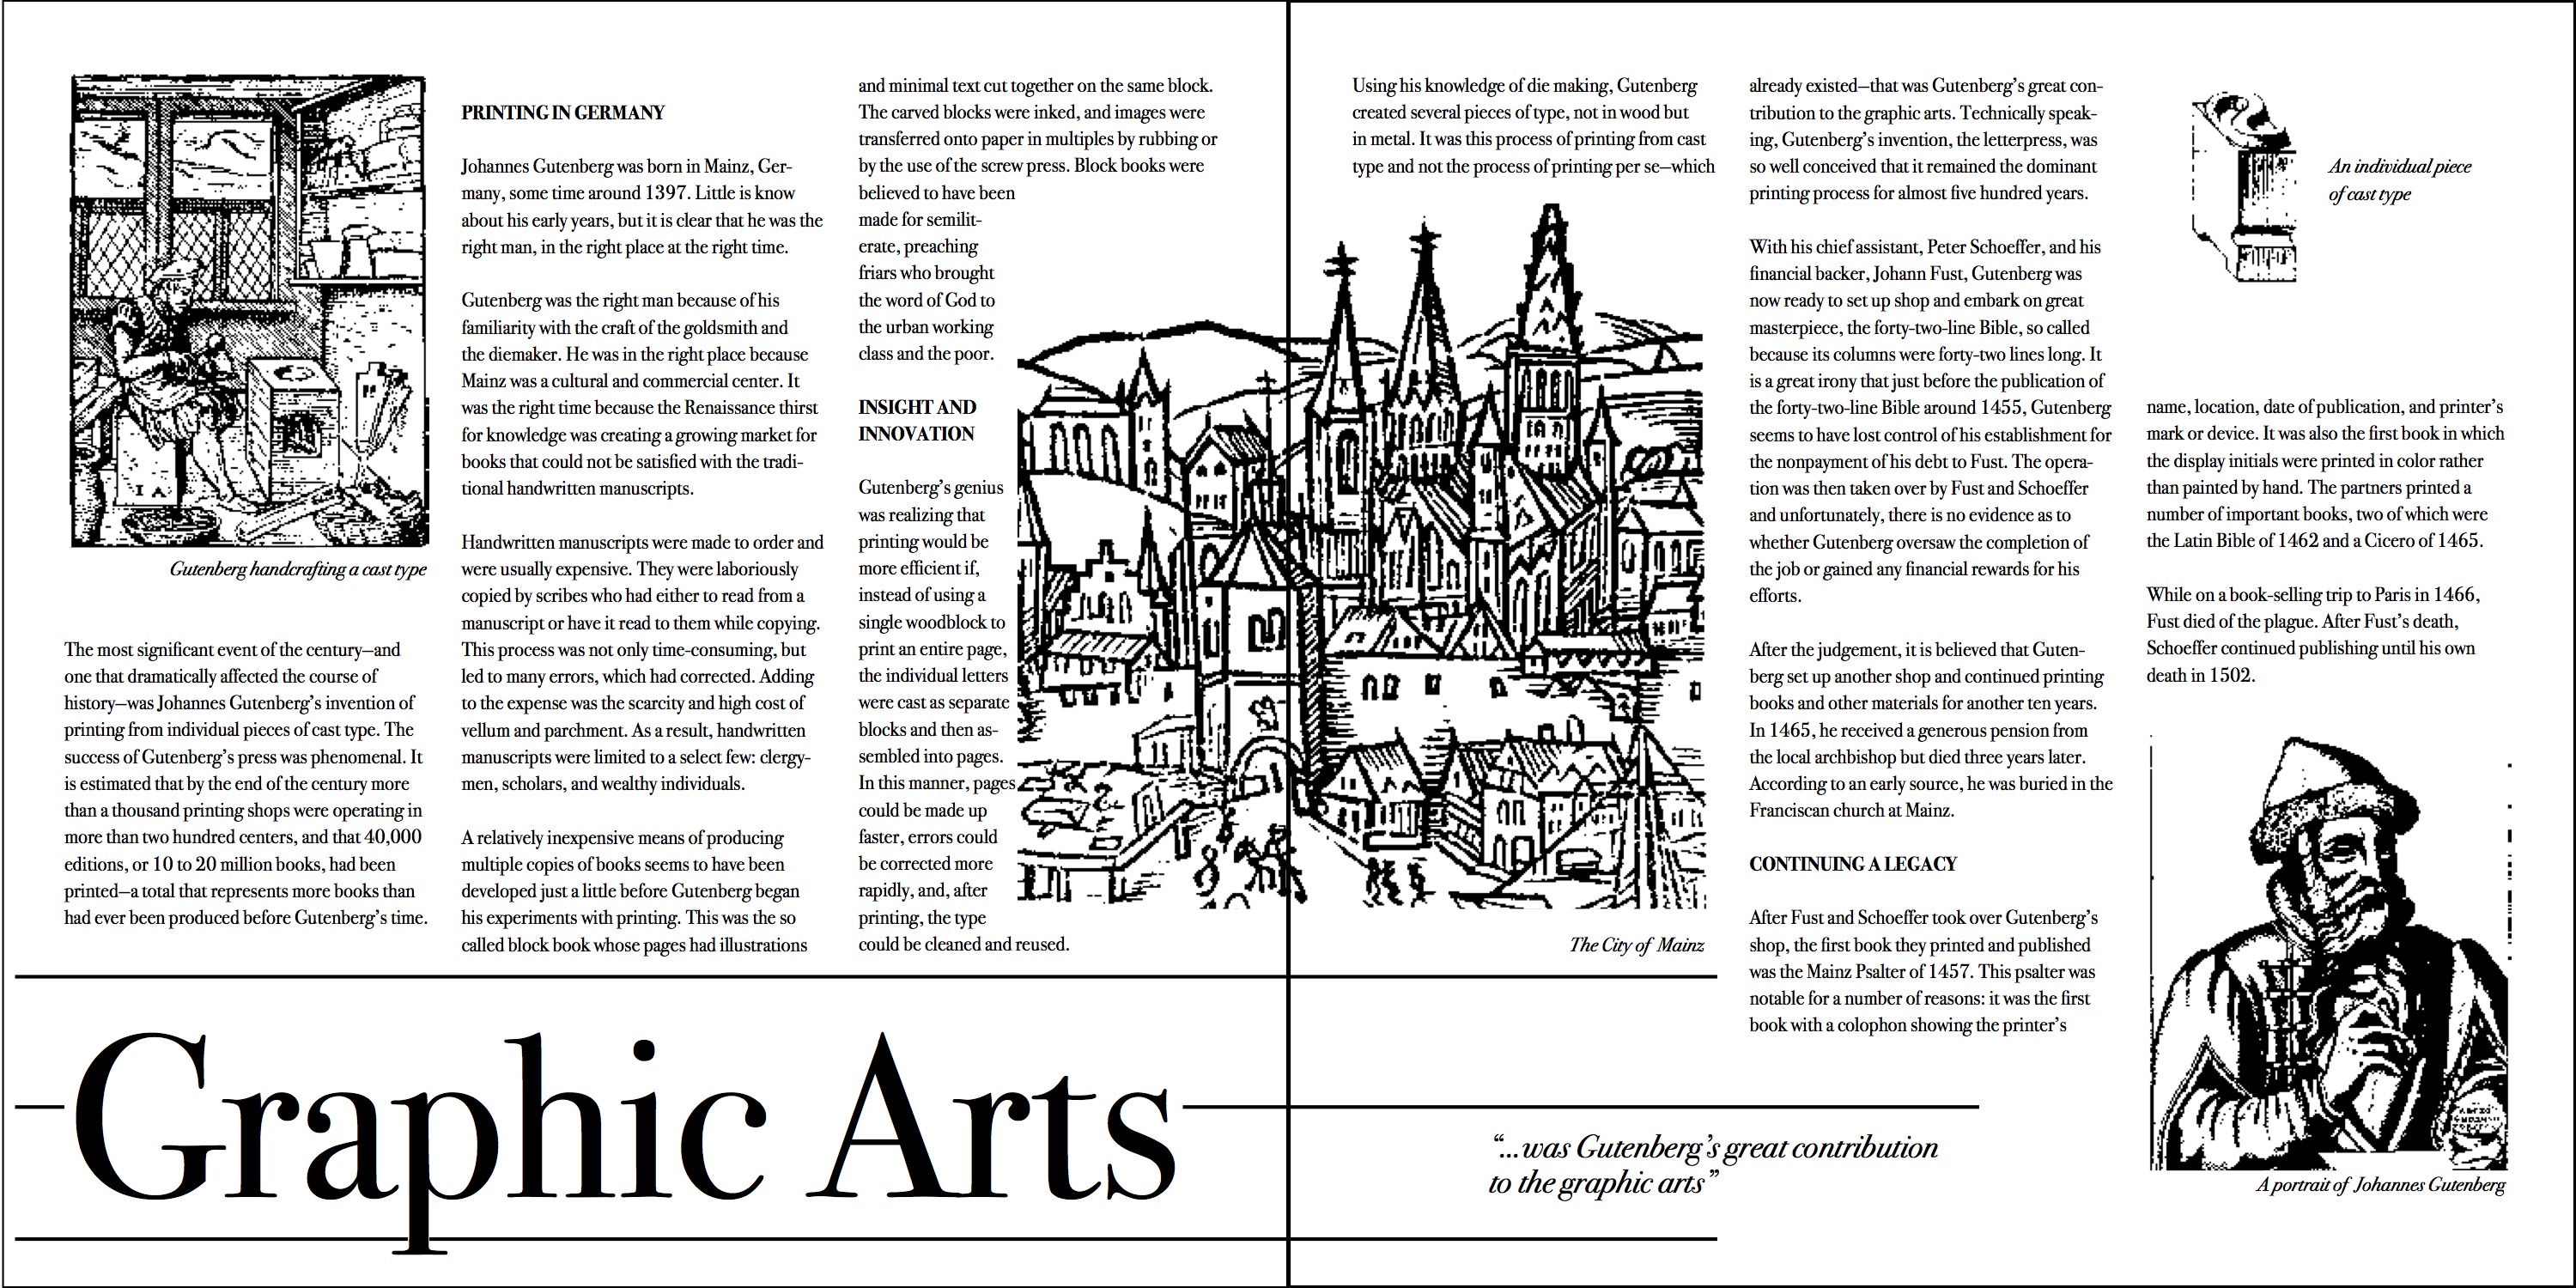 Gutenberg handcrafting a cast type
The most significant event of the century—and
one that dramatically affected the course of
history—was Johannes Gutenberg’s invention of
printing from individual pieces of cast type. The
success of Gutenberg’s press was phenomenal. It
is estimated that by the end of the century more
than a thousand printing shops were operating in
more than two hundred centers, and that 40,000
editions, or 10 to 20 million books, had been
printed—a total that represents more books than
had ever been produced before Gutenberg’s time.
PRINTING IN GERMANY
Johannes Gutenberg was born in Mainz, Ger-
many, some time around 1397. Little is know
about his early years, but it is clear that he was the
right man, in the right place at the right time.
Gutenberg was the right man because of his
familiarity with the craft of the goldsmith and
the diemaker. He was in the right place because
Mainz was a cultural and commercial center. It
was the right time because the Renaissance thirst
for knowledge was creating a growing market for
books that could not be satisfied with the tradi-
tional handwritten manuscripts.
Handwritten manuscripts were made to order and
were usually expensive. They were laboriously
copied by scribes who had either to read from a
manuscript or have it read to them while copying.
This process was not only time-consuming, but
led to many errors, which had corrected. Adding
to the expense was the scarcity and high cost of
vellum and parchment. As a result, handwritten
manuscripts were limited to a select few: clergy-
men, scholars, and wealthy individuals.
A relatively inexpensive means of producing
multiple copies of books seems to have been
developed just a little before Gutenberg began
his experiments with printing. This was the so
called block book whose pages had illustrations
and minimal text cut together on the same block.
The carved blocks were inked, and images were
transferred onto paper in multiples by rubbing or
by the use of the screw press. Block books were
believed to have been
made for semilit-
erate, preaching
friars who brought
the word of God to
the urban working
class and the poor.
INSIGHT AND
INNOVATION
Gutenberg’s genius
was realizing that
printing would be
more efficient if,
instead of using a
single woodblock to
print an entire page,
the individual letters
were cast as separate
blocks and then as-
sembled into pages.
In this manner, pages
could be made up
faster, errors could
be corrected more
rapidly, and, after
printing, the type
could be cleaned and reused.
Graphic Arts
Using his knowledge of die making, Gutenberg
created several pieces of type, not in wood but
in metal. It was this process of printing from cast
type and not the process of printing per se—which
The City of Mainz
already existed—that was Gutenberg’s great con-
tribution to the graphic arts. Technically speak-
ing, Gutenberg’s invention, the letterpress, was
so well conceived that it remained the dominant
printing process for almost five hundred years.
With his chief assistant, Peter Schoeffer, and his
financial backer, Johann Fust, Gutenberg was
now ready to set up shop and embark on great
masterpiece, the forty-two-line Bible, so called
because its columns were forty-two lines long. It
is a great irony that just before the publication of
the forty-two-line Bible around 1455, Gutenberg
seems to have lost control of his establishment for
the nonpayment of his debt to Fust. The opera-
tion was then taken over by Fust and Schoeffer
and unfortunately, there is no evidence as to
whether Gutenberg oversaw the completion of
the job or gained any financial rewards for his
efforts.
After the judgement, it is believed that Guten-
berg set up another shop and continued printing
books and other materials for another ten years.
In 1465, he received a generous pension from
the local archbishop but died three years later.
According to an early source, he was buried in the
Franciscan church at Mainz.
CONTINUING A LEGACY
After Fust and Schoeffer took over Gutenberg’s
shop, the first book they printed and published
was the Mainz Psalter of 1457. This psalter was
notable for a number of reasons: it was the first
book with a colophon showing the printer’s
“...was Gutenberg’s great contribution
to the graphic arts”
An individual piece
of cast type
name, location, date of publication, and printer’s
mark or device. It was also the first book in which
the display initials were printed in color rather
than painted by hand. The partners printed a
number of important books, two of which were
the Latin Bible of 1462 and a Cicero of 1465.
While on a book-selling trip to Paris in 1466,
Fust died of the plague. After Fust’s death,
Schoeffer continued publishing until his own
death in 1502.
A portrait of Johannes Gutenberg